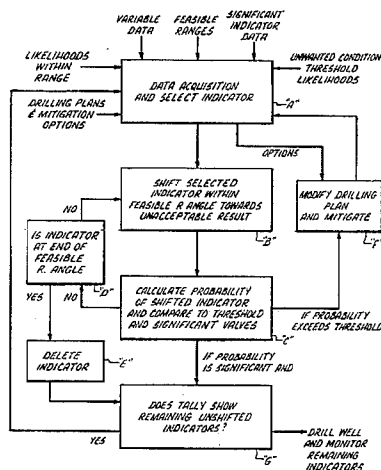 VARIABLE
DATA
FEASIBLE
RANGES
SIGNIFICANT
INDICATOR
DATA
LIKELIHOODS
WITHIN
RANGE
UNWANTED CONDITION
THRESHOLD
LIKELIHOODS
DATA ACQUISITION
AND SELECT INDICATOR
"A"
DRILLING PLANS
& MITIGATION
OPTIONS
OPTIONS
SHIFT SELECTED
INDICATOR WITHIN
FEASIBLE R ANGLE TOWARDS
UNACCEPTABLE RESULT
"B"
MODIFY DRILLING
PLAN
AND MITIGATE
"F"
NO
IS INDICATOR
AT END OF
FEASIBLE
R. ANGLE
"D"
YES
NO
CALCULATE PROBABILITY
OF SHIFTED INDICATOR
AND COMPARE TO THRESHOLD
AND SIGNIFICANT VALVES
"C"
IF PROBABILITY
EXCEEDS THRESHOLD
DELETE
INDICATOR
"E"
IF PROBABILITY
IS SIGNIFICANT AND
DOES TALLY SHOW
REMAINING UNSHIFTED
INDICATORS?
"G"
YES
DRILL WELL
AND MONITOR
REMAINING
INDICATORS